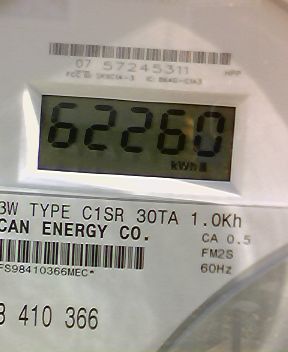 07 57245311
HPP
62260
kWh
3W TYPE C1SR 30TA 1.0Kh
CAN ENERGY CO.
CA 0.5
FM2S
60Hz
FS98410366MEC*
410 366